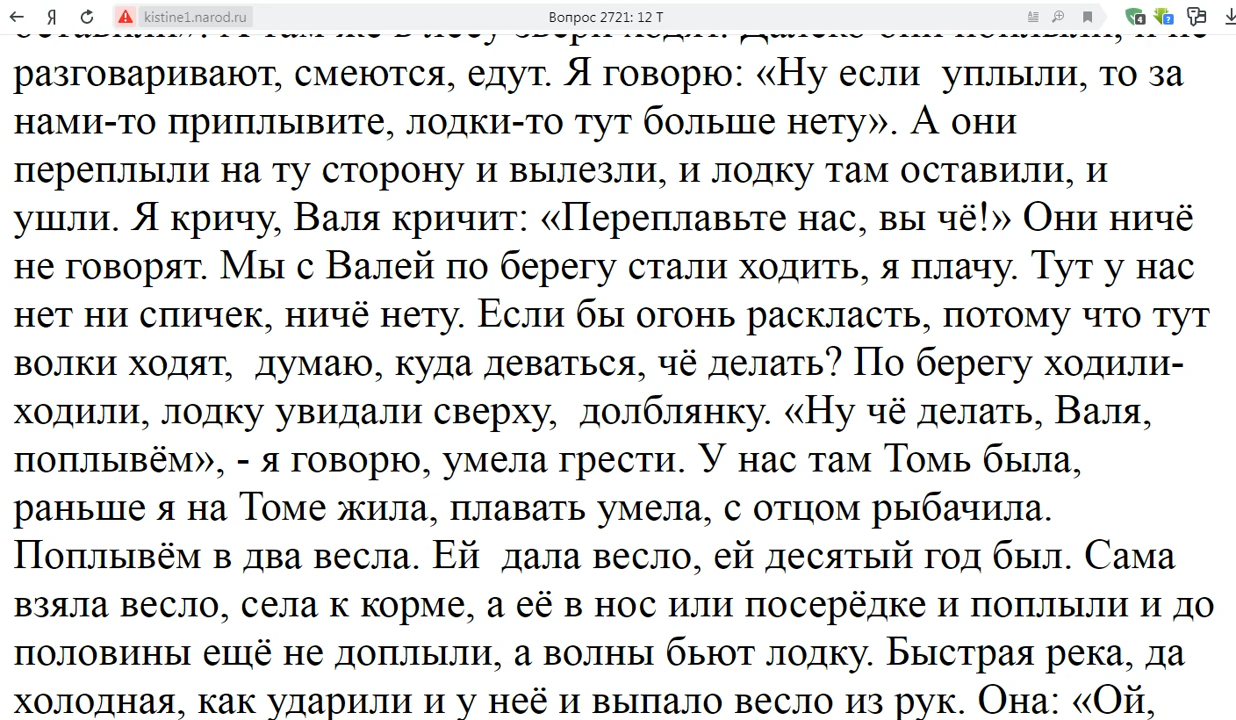 kistine1.narod.ru
Вопрос 2721: 12 Т
разговаривают, смеются, едут. Я говорю: «Ну если  уплыли, то за
нами-то приплывите, лодки-то тут больше нету». А они
переплыли на ту сторону и вылезли, и лодку там оставили, и
ушли. Я кричу, Валя кричит: «Переплавьте нас, вы чё!» Они ничё
не говорят. Мы с Валей по берегу стали ходить, я плачу. Тут у нас
нет ни спичек, ничё нету. Если бы огонь раскласть, потому что тут
волки ходят,  думаю, куда деваться, чё делать? По берегу ходили-
ходили, лодку увидали сверху,  долблянку. «Ну чё делать, Валя,
поплывём», - я говорю, умела грести. У нас там Томь была,
раньше я на Томе жила, плавать умела, с отцом рыбачила.
Поплывём в два весла. Ей  дала весло, ей десятый год был. Сама
взяла весло, села к корме, а её в нос или посерёдке и поплыли и до
половины ещё не доплыли, а волны бьют лодку. Быстрая река, да
холодная, как ударили и у неё и выпало весло из рук. Она: «Ой,